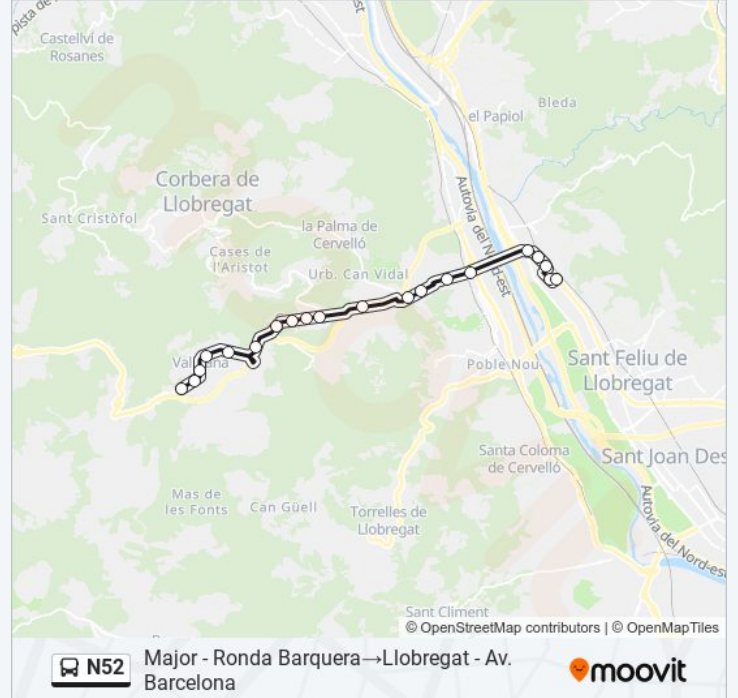 pista de
est
Castellví de
Rosanes
Bleda
el Papiol
Corbera de
Llobregat
Autovia del Nord-est
Sant Cristòfol
la Palma de
Cervelló
Cases de
l'Aristot
Urb. Can Vidal
Sant Feliu de
Llobregat
Poble Nou
Santa Coloma
de Cervelló
Sant Joan Des
Mas de
les Fonts
Can Güell
Torrelles de
Llobregat
Autovia del Nord-est
Sant Climent
© OpenStreetMap contributors | © OpenMapTiles
N52
Major - Ronda Barquera→Llobregat - Av.
Barcelona
moovit